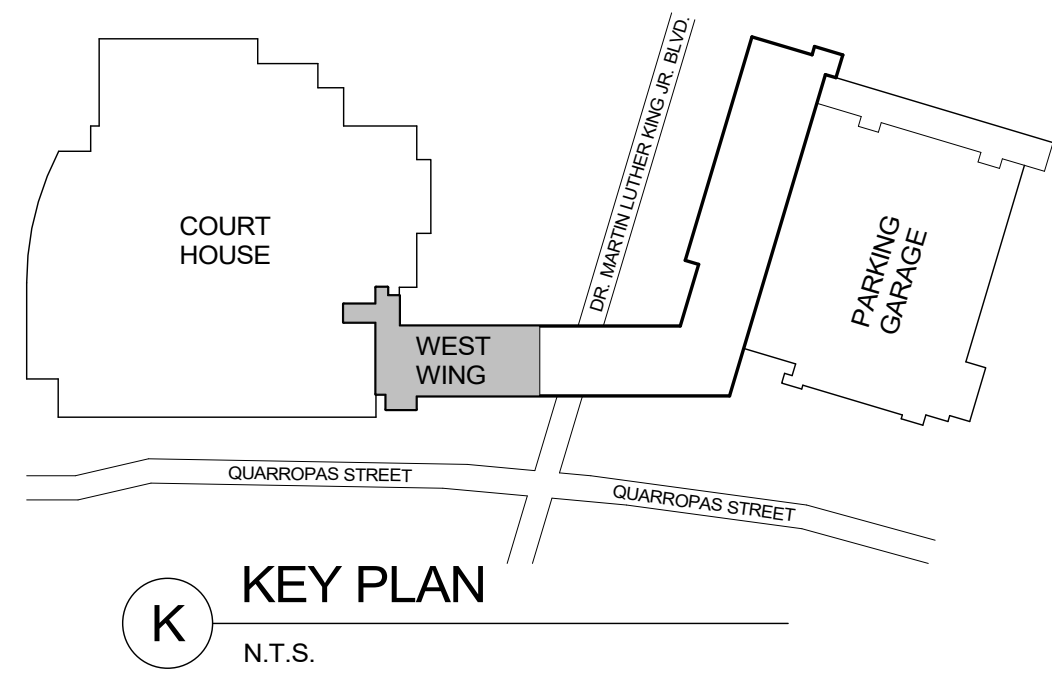 COURT
HOUSE
DR. MARTIN LUTHER KING JR. BLVD.
PARKING
GARAGE
WEST
WING
QUARROPAS STREET
QUARROPAS STREET
K
KEY PLAN
N.T.S.